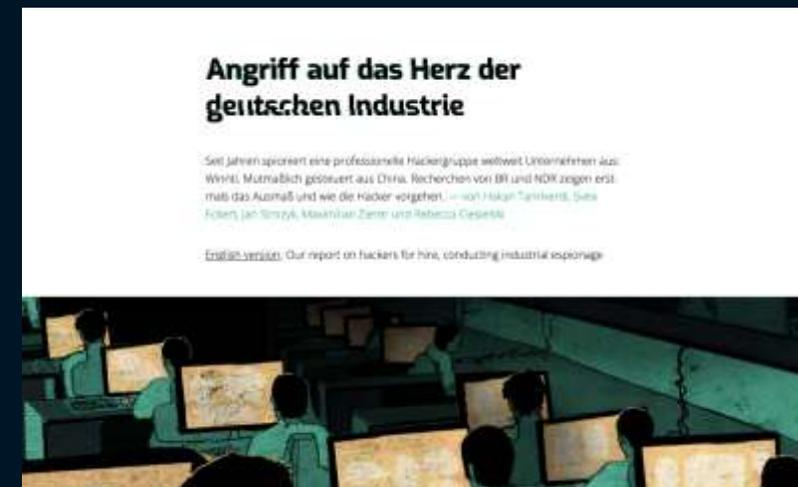 Angriff auf das Herz der
deutschen Industrie
Seit Jahren spioniert eine professionelle Hackergruppe weltweit Unternehmen aus:
Winnti. Mutmaßlich gesteuert aus China. Recherchen von BR und NDR zeigen erst-
mals das Ausmaß und wie die Hacker vorgehen. — von Hakan Tanriverdi, Svea
Eckert, Jan Strozyk, Maximilian Zierer und Rebecca Ciesielski
English version: Our report on hackers for hire, conducting industrial espionage